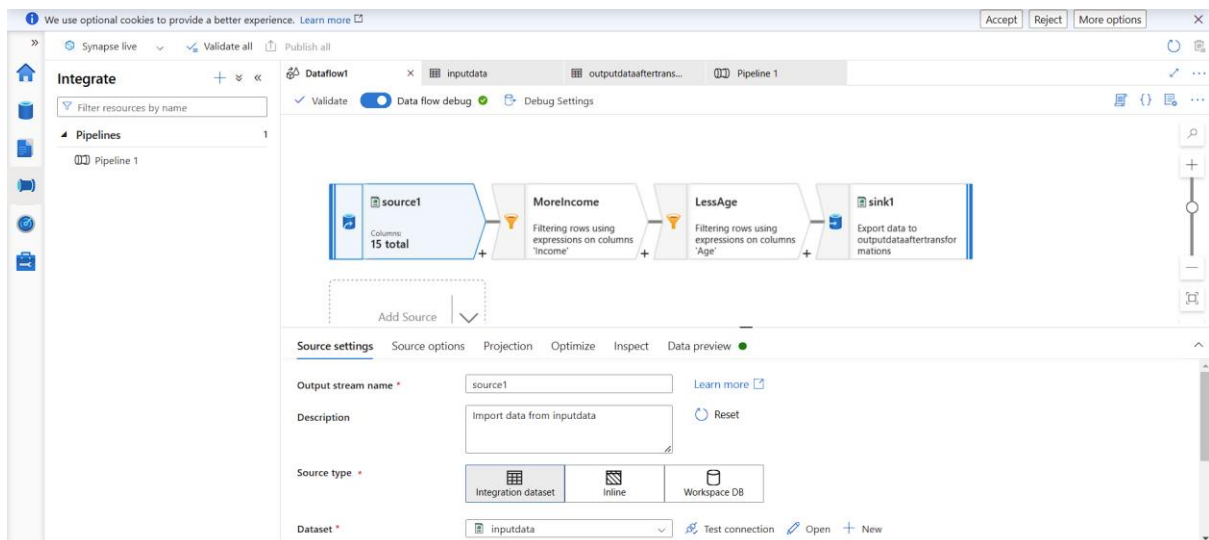 We use optional cookies to provide a better experience. Learn more
Accept Reject More options
Synapse live Validate all Publish all
Integrate
Filter resources by name
Pipelines 1
Pipeline 1
Dataflow1 inputdata outputdataaftertrans... Pipeline 1
Validate Data flow debug Debug Settings
source1
Columns:
15 total
MoreIncome
Filtering rows using
expressions on columns
'Income'
LessAge
Filtering rows using
expressions on columns
'Age'
sink1
Export data to
outputdataaftertransfor
mations
Add Source
Source settings Source options Projection Optimize Inspect Data preview
Output stream name * source1 Learn more
Description Import data from inputdata Reset
Source type * Integration dataset Inline Workspace DB
Dataset * inputdata Test connection Open New